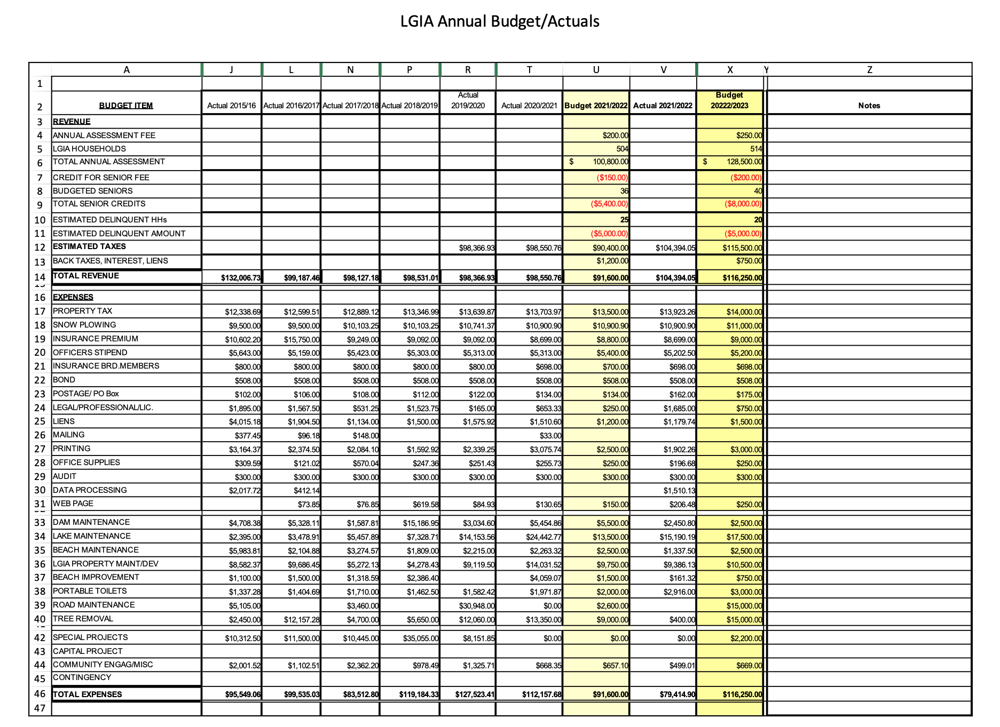 LGIA Annual Budget/Actuals
A J L N P R T U V X Y Z
1
2 BUDGET ITEM Actual 2015/16 Actual 2016/2017 Actual 2017/2018 Actual 2018/2019 Actual 2019/2020 Actual 2020/2021 Budget 2021/2022 Actual 2021/2022 Budget 20222/2023 Notes
3 REVENUE
4 ANNUAL ASSESSMENT FEE $200.00 $250.00
5 LGIA HOUSEHOLDS 504 514
6 TOTAL ANNUAL ASSESSMENT $ 100,800.00 $ 128,500.00
7 CREDIT FOR SENIOR FEE ($150.00) ($200.00)
8 BUDGETED SENIORS 36 40
9 TOTAL SENIOR CREDITS ($5,400.00) ($8,000.00)
10 ESTIMATED DELINQUENT HHs 25 20
11 ESTIMATED DELINQUENT AMOUNT ($5,000.00) ($5,000.00)
12 ESTIMATED TAXES $98,366.93 $98,550.76 $90,400.00 $104,394.05 $115,500.00
13 BACK TAXES, INTEREST, LIENS $1,200.00 $750.00
14 TOTAL REVENUE $132,006.73 $99,187.46 $98,127.18 $98,531.01 $98,366.93 $98,550.76 $91,600.00 $104,394.05 $116,250.00
16 EXPENSES
17 PROPERTY TAX $12,338.69 $12,599.51 $12,889.12 $13,346.99 $13,639.87 $13,703.97 $13,500.00 $13,923.26 $14,000.00
18 SNOW PLOWING $9,500.00 $9,500.00 $10,103.25 $10,103.25 $10,741.37 $10,900.90 $10,900.90 $10,900.90 $11,000.00
19 INSURANCE PREMIUM $10,602.20 $15,750.00 $9,249.00 $9,092.00 $9,092.00 $8,699.00 $8,800.00 $8,699.00 $9,000.00
20 OFFICERS STIPEND $5,643.00 $5,159.00 $5,423.00 $5,303.00 $5,313.00 $5,313.00 $5,400.00 $5,202.50 $5,200.00
21 INSURANCE BRD.MEMBERS $800.00 $800.00 $800.00 $800.00 $800.00 $698.00 $700.00 $698.00 $698.00
22 BOND $508.00 $508.00 $508.00 $508.00 $508.00 $508.00 $508.00 $508.00 $508.00
23 POSTAGE/ PO Box $102.00 $106.00 $108.00 $112.00 $122.00 $134.00 $134.00 $162.00 $175.00
24 LEGAL/PROFESSIONAL/LIC. $1,895.00 $1,567.50 $531.25 $1,523.75 $165.00 $653.33 $250.00 $1,685.00 $750.00
25 LIENS $4,015.18 $1,904.50 $1,134.00 $1,500.00 $1,575.92 $1,510.60 $1,200.00 $1,179.74 $1,500.00
26 MAILING $377.45 $96.18 $148.00 $33.00
27 PRINTING $3,164.37 $2,374.50 $2,084.10 $1,592.92 $2,339.25 $3,075.74 $2,500.00 $1,902.26 $3,000.00
28 OFFICE SUPPLIES $309.59 $121.02 $570.04 $247.36 $251.43 $255.73 $250.00 $196.68 $250.00
29 AUDIT $300.00 $300.00 $300.00 $300.00 $300.00 $300.00 $300.00 $300.00 $300.00
30 DATA PROCESSING $2,017.72 $412.14 $1,510.13
31 WEB PAGE $73.85 $76.85 $619.58 $84.93 $130.65 $150.00 $206.48 $250.00
33 DAM MAINTENANCE $4,708.38 $5,328.11 $1,587.81 $15,186.95 $3,034.60 $5,454.86 $5,500.00 $2,450.80 $2,500.00
34 LAKE MAINTENANCE $2,395.00 $3,478.91 $5,457.89 $7,328.71 $14,153.56 $24,442.77 $13,500.00 $15,190.19 $17,500.00
35 BEACH MAINTENANCE $5,983.81 $2,104.88 $3,274.57 $1,809.00 $2,215.00 $2,263.32 $2,500.00 $1,337.50 $2,500.00
36 LGIA PROPERTY MAINT/DEV $8,582.37 $9,686.45 $5,272.13 $4,278.43 $9,119.50 $14,031.52 $9,750.00 $9,386.13 $10,500.00
37 BEACH IMPROVEMENT $1,100.00 $1,500.00 $1,318.59 $2,386.40 $4,059.07 $1,500.00 $161.32 $750.00
38 PORTABLE TOILETS $1,337.28 $1,404.69 $1,710.00 $1,462.50 $1,582.42 $1,971.87 $2,000.00 $2,916.00 $3,000.00
39 ROAD MAINTENANCE $5,105.00 $3,460.00 $30,948.00 $0.00 $2,600.00 $15,000.00
40 TREE REMOVAL $2,450.00 $12,157.28 $4,700.00 $5,650.00 $12,060.00 $13,350.00 $9,000.00 $400.00 $15,000.00
42 SPECIAL PROJECTS $10,312.50 $11,500.00 $10,445.00 $35,055.00 $8,151.85 $0.00 $0.00 $0.00 $2,200.00
43 CAPITAL PROJECT
44 COMMUNITY ENGAG/MISC $2,001.52 $1,102.51 $2,362.20 $978.49 $1,325.71 $668.35 $657.10 $499.01 $669.00
45 CONTINGENCY
46 TOTAL EXPENSES $95,549.06 $99,535.03 $83,512.80 $119,184.33 $127,523.41 $112,157.68 $91,600.00 $79,414.90 $116,250.00
47